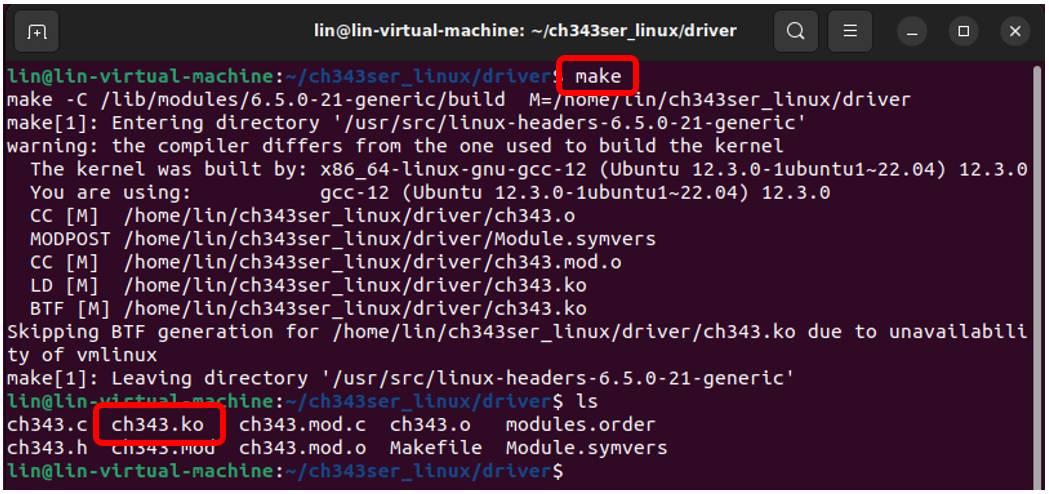 lin@lin-virtual-machine: ~/ch343ser_linux/driver
lin@lin-virtual-machine:~/ch343ser_linux/driver$ make
make -C /lib/modules/6.5.0-21-generic/build  M=/home/lin/ch343ser_linux/driver
make[1]: Entering directory '/usr/src/linux-headers-6.5.0-21-generic'
warning: the compiler differs from the one used to build the kernel
  The kernel was built by: x86_64-linux-gnu-gcc-12 (Ubuntu 12.3.0-1ubuntu1~22.04) 12.3.0
  You are using:           gcc-12 (Ubuntu 12.3.0-1ubuntu1~22.04) 12.3.0
  CC [M]  /home/lin/ch343ser_linux/driver/ch343.o
  MODPOST /home/lin/ch343ser_linux/driver/Module.symvers
  CC [M]  /home/lin/ch343ser_linux/driver/ch343.mod.o
  LD [M]  /home/lin/ch343ser_linux/driver/ch343.ko
  BTF [M] /home/lin/ch343ser_linux/driver/ch343.ko
Skipping BTF generation for /home/lin/ch343ser_linux/driver/ch343.ko due to unavailabili
ty of vmlinux
make[1]: Leaving directory '/usr/src/linux-headers-6.5.0-21-generic'
lin@lin-virtual-machine:~/ch343ser_linux/driver$ ls
ch343.c  ch343.ko   ch343.mod.c  ch343.o   modules.order
ch343.h  ch343.mod  ch343.mod.o  Makefile  Module.symvers
lin@lin-virtual-machine:~/ch343ser_linux/driver$